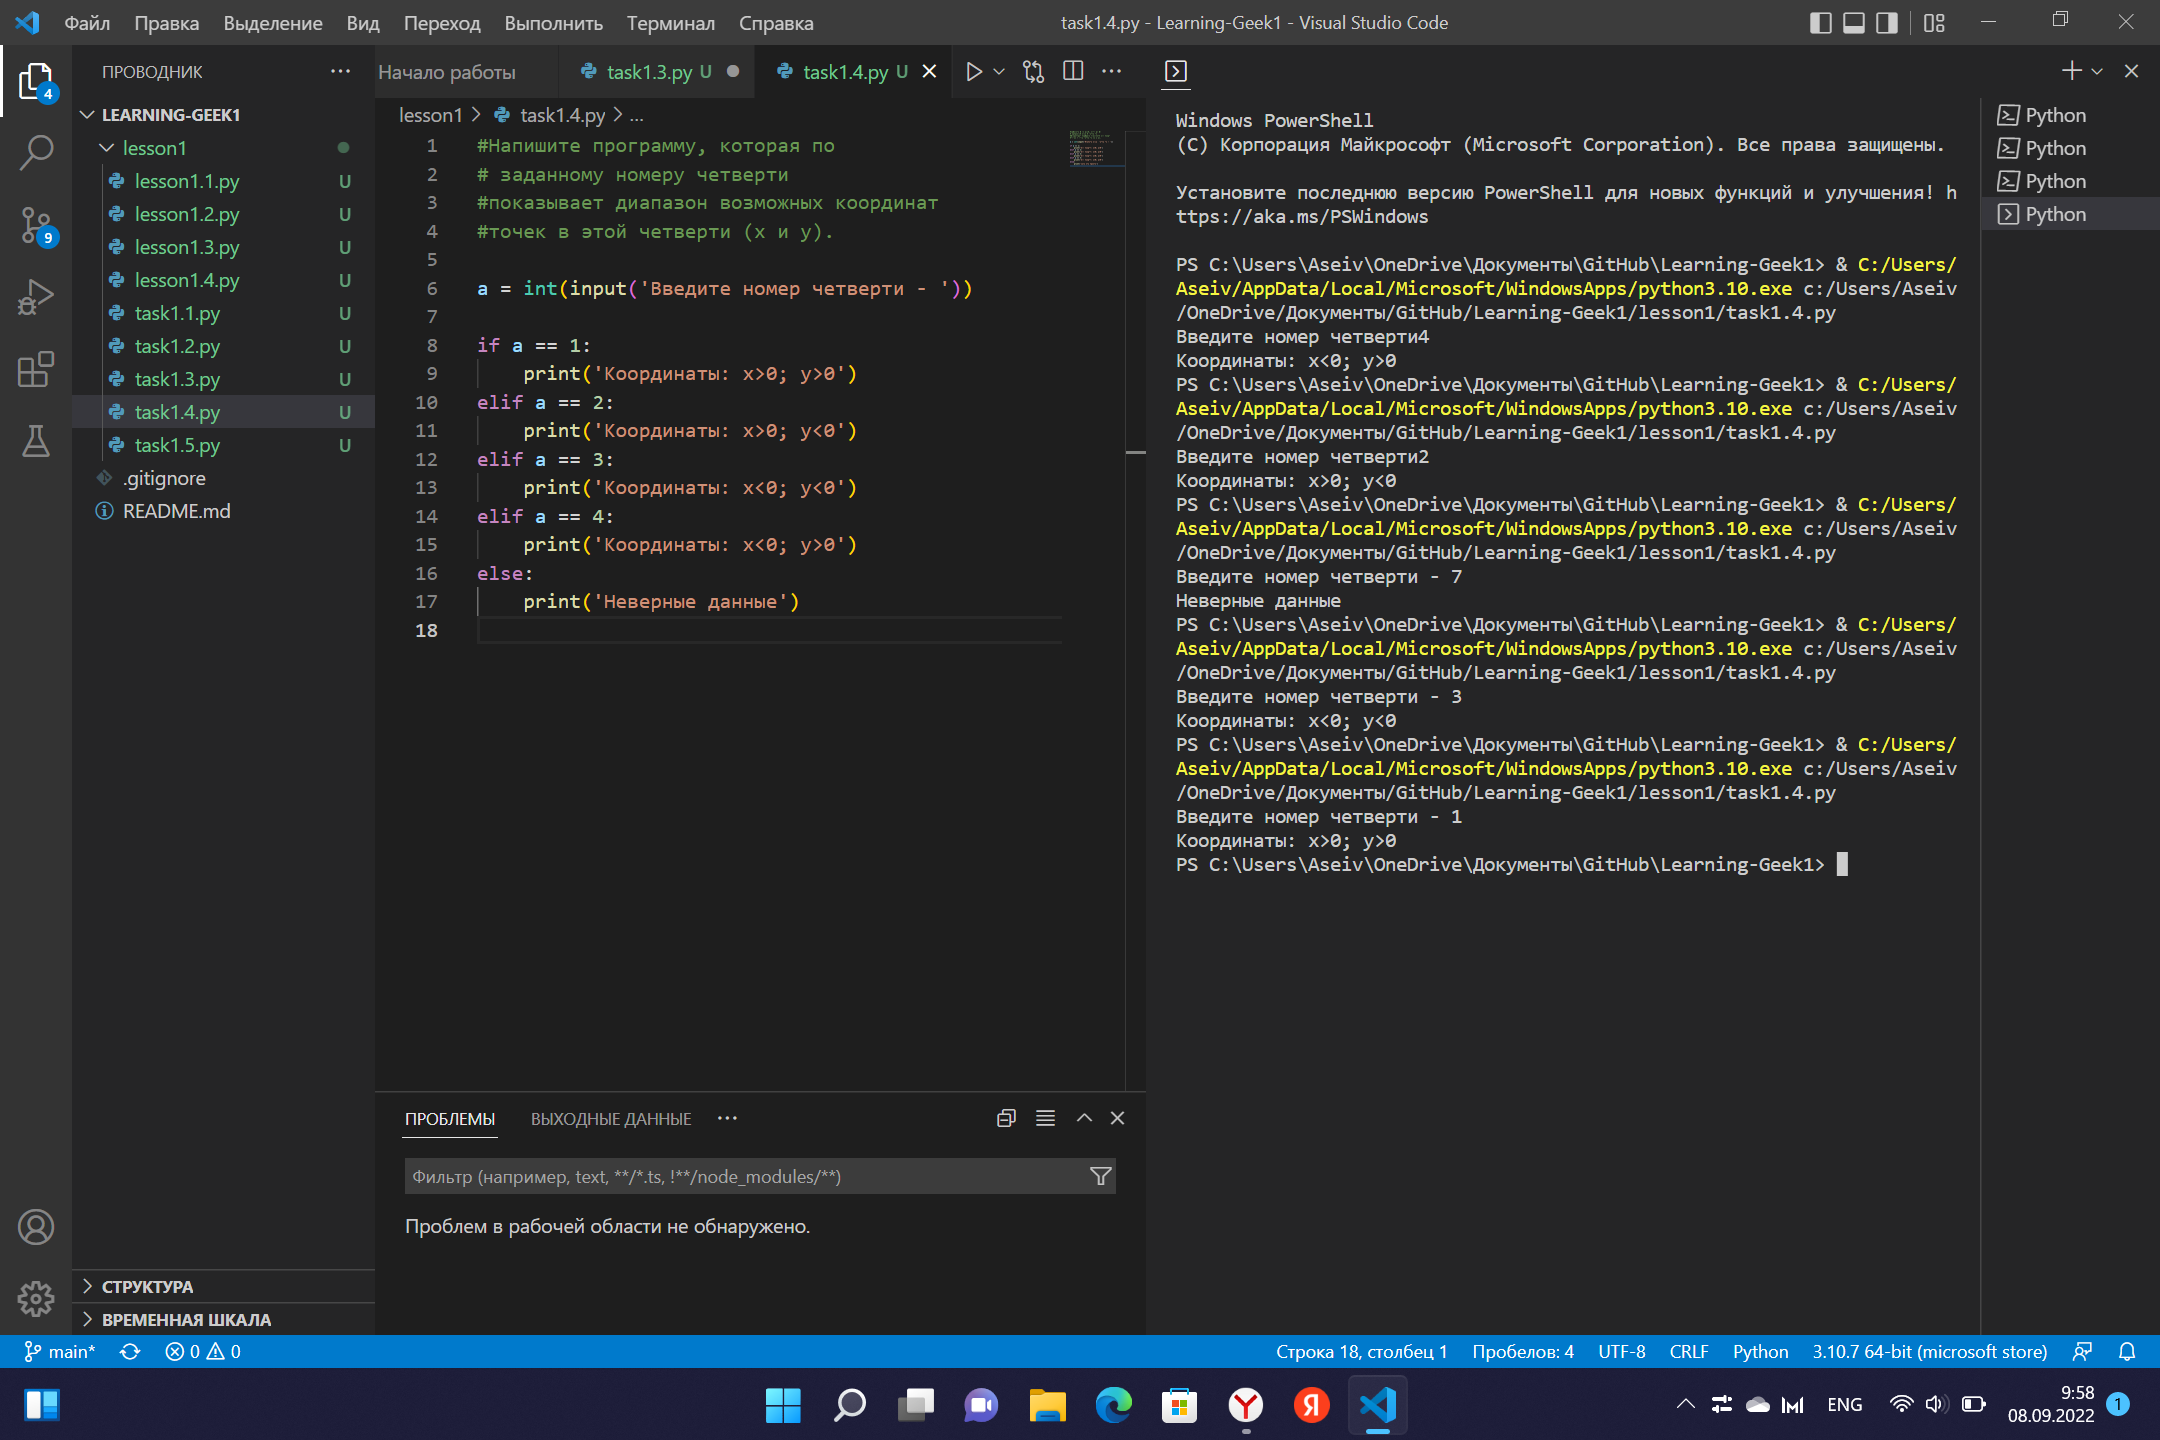 Файл Правка Выделение Вид Переход Выполнить Терминал Справка
task1.4.py - Learning-Geek1 - Visual Studio Code
ПРОВОДНИК
LEARNING-GEEK1
lesson1
lesson1.1.py U
lesson1.2.py U
lesson1.3.py U
lesson1.4.py U
task1.1.py U
task1.2.py U
task1.3.py U
task1.4.py U
task1.5.py U
.gitignore
README.md
СТРУКТУРА
ВРЕМЕННАЯ ШКАЛА
4
9
Начало работы task1.3.py U task1.4.py U
lesson1 > task1.4.py > ...
1 #Напишите программу, которая по
2 # заданному номеру четверти
3 #показывает диапазон возможных координат
4 #точек в этой четверти (x и y).
5
6 a = int(input('Введите номер четверти - '))
7
8 if a == 1:
9 print('Координаты: x>0; y>0')
10 elif a == 2:
11 print('Координаты: x>0; y<0')
12 elif a == 3:
13 print('Координаты: x<0; y<0')
14 elif a == 4:
15 print('Координаты: x<0; y>0')
16 else:
17 print('Неверные данные')
18
ПРОБЛЕМЫ ВЫХОДНЫЕ ДАННЫЕ
Фильтр (например, text, **/*.ts, !**/node_modules/**)
Проблем в рабочей области не обнаружено.
Windows PowerShell
(C) Корпорация Майкрософт (Microsoft Corporation). Все права защищены.
Установите последнюю версию PowerShell для новых функций и улучшения! h
ttps://aka.ms/PSWindows
PS C:\Users\Aseiv\OneDrive\Документы\GitHub\Learning-Geek1> & C:/Users/
Aseiv/AppData/Local/Microsoft/WindowsApps/python3.10.exe c:/Users/Aseiv
/OneDrive/Документы/GitHub/Learning-Geek1/lesson1/task1.4.py
Введите номер четверти4
Координаты: x<0; y>0
PS C:\Users\Aseiv\OneDrive\Документы\GitHub\Learning-Geek1> & C:/Users/
Aseiv/AppData/Local/Microsoft/WindowsApps/python3.10.exe c:/Users/Aseiv
/OneDrive/Документы/GitHub/Learning-Geek1/lesson1/task1.4.py
Введите номер четверти2
Координаты: x>0; y<0
PS C:\Users\Aseiv\OneDrive\Документы\GitHub\Learning-Geek1> & C:/Users/
Aseiv/AppData/Local/Microsoft/WindowsApps/python3.10.exe c:/Users/Aseiv
/OneDrive/Документы/GitHub/Learning-Geek1/lesson1/task1.4.py
Введите номер четверти - 7
Неверные данные
PS C:\Users\Aseiv\OneDrive\Документы\GitHub\Learning-Geek1> & C:/Users/
Aseiv/AppData/Local/Microsoft/WindowsApps/python3.10.exe c:/Users/Aseiv
/OneDrive/Документы/GitHub/Learning-Geek1/lesson1/task1.4.py
Введите номер четверти - 3
Координаты: x<0; y<0
PS C:\Users\Aseiv\OneDrive\Документы\GitHub\Learning-Geek1> & C:/Users/
Aseiv/AppData/Local/Microsoft/WindowsApps/python3.10.exe c:/Users/Aseiv
/OneDrive/Документы/GitHub/Learning-Geek1/lesson1/task1.4.py
Введите номер четверти - 1
Координаты: x>0; y>0
PS C:\Users\Aseiv\OneDrive\Документы\GitHub\Learning-Geek1>
Python
Python
Python
Python
main* 0 0 Строка 18, столбец 1 Пробелов: 4 UTF-8 CRLF Python 3.10.7 64-bit (microsoft store)
Я
ENG
9:58
08.09.2022
1